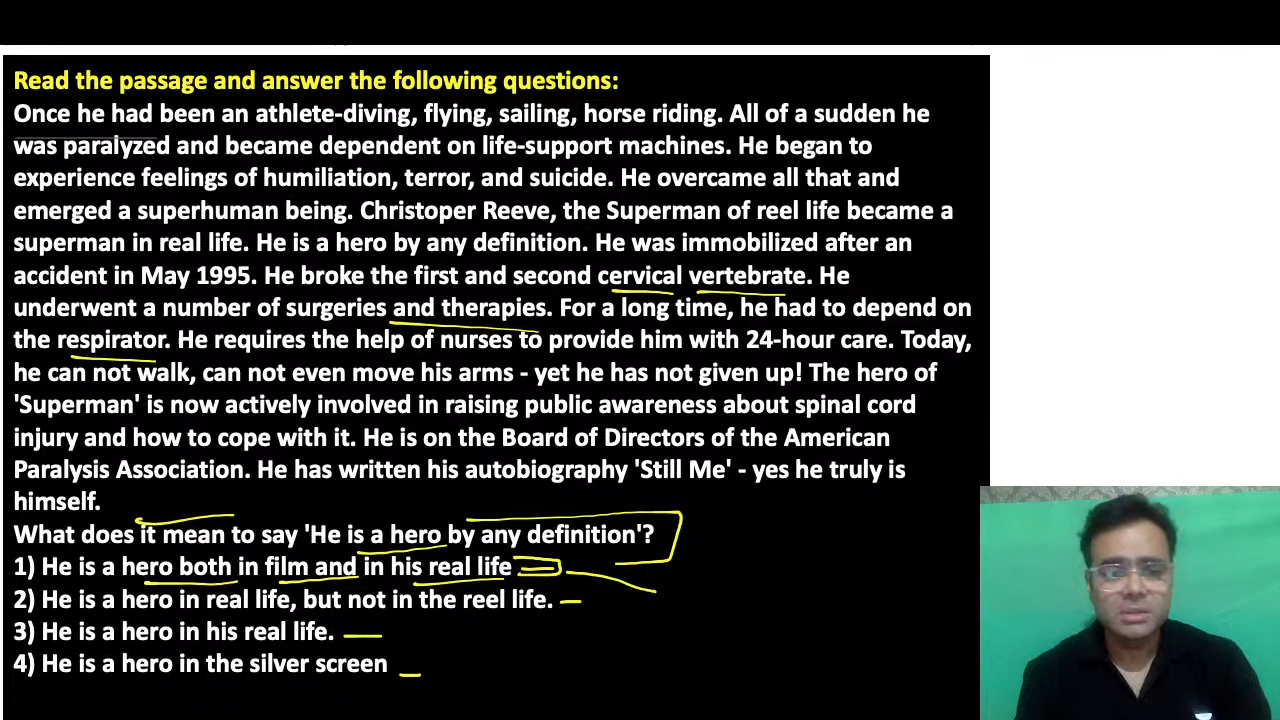 Read the passage and answer the following questions:
Once he had been an athlete-diving, flying, sailing, horse riding. All of a sudden he
was paralyzed and became dependent on life-support machines. He began to
experience feelings of humiliation, terror, and suicide. He overcame all that and
emerged a superhuman being. Christoper Reeve, the Superman of reel life became a
superman in real life. He is a hero by any definition. He was immobilized after an
accident in May 1995. He broke the first and second cervical vertebrate. He
underwent a number of surgeries and therapies. For a long time, he had to depend on
the respirator. He requires the help of nurses to provide him with 24-hour care. Today,
he can not walk, can not even move his arms - yet he has not given up! The hero of
'Superman' is now actively involved in raising public awareness about spinal cord
injury and how to cope with it. He is on the Board of Directors of the American
Paralysis Association. He has written his autobiography 'Still Me' - yes he truly is
himself.
What does it mean to say 'He is a hero by any definition'?
1) He is a hero both in film and in his real life
2) He is a hero in real life, but not in the reel life.
3) He is a hero in his real life.
4) He is a hero in the silver screen